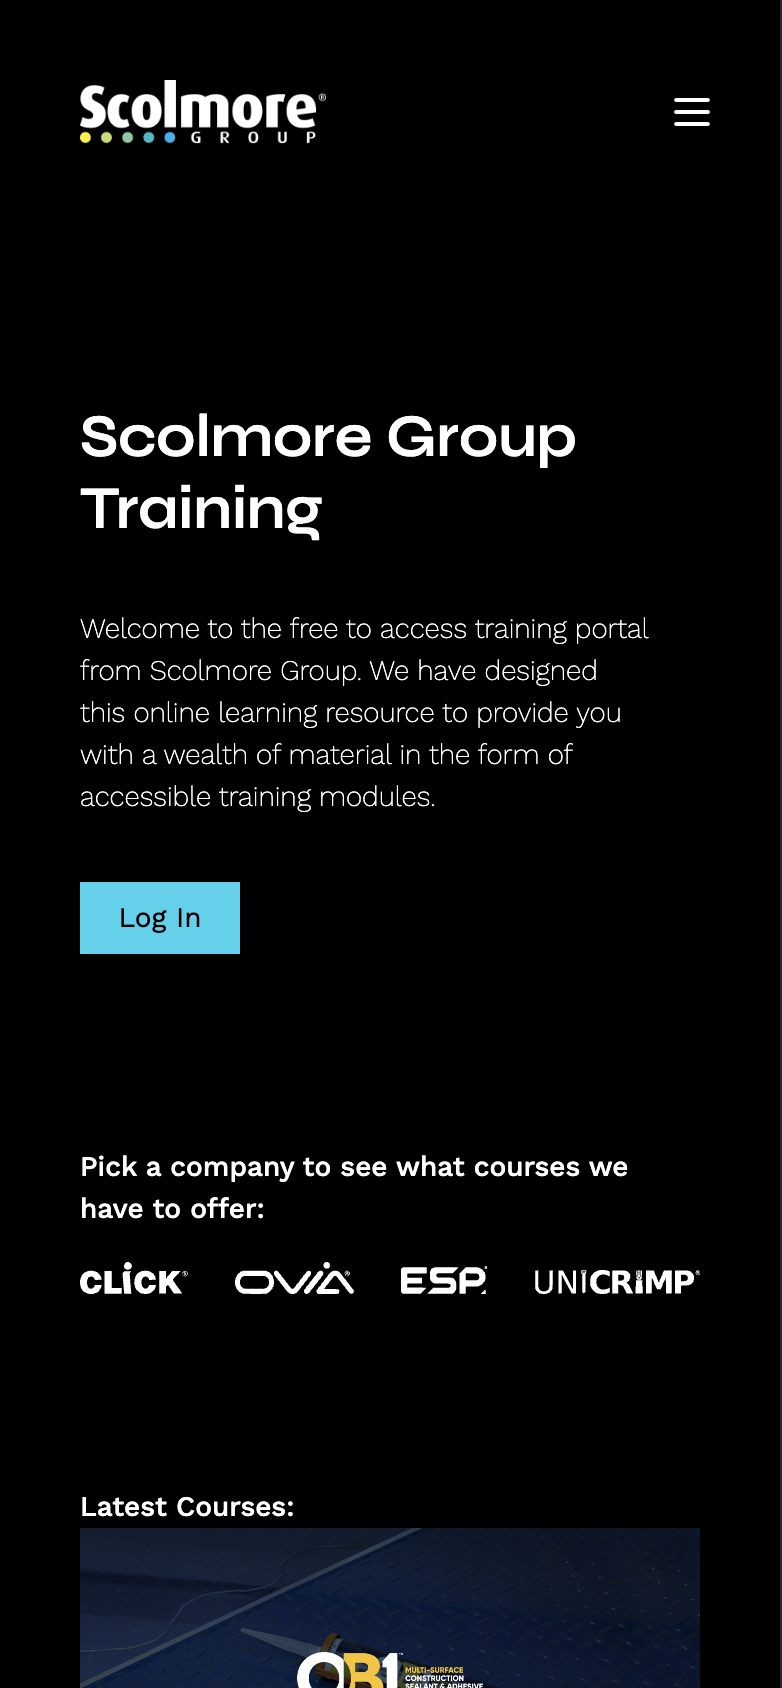 Scolmore®
GROUP
Scolmore Group
Training
Welcome to the free to access training portal
from Scolmore Group. We have designed
this online learning resource to provide you
with a wealth of material in the form of
accessible training modules.
Log In
Pick a company to see what courses we
have to offer:
CLiCK® OVIA® ESP UNiCRiMP®
Latest Courses:
OB1™ MULTI-SURFACE
CONSTRUCTION
SEALANT & ADHESIVE